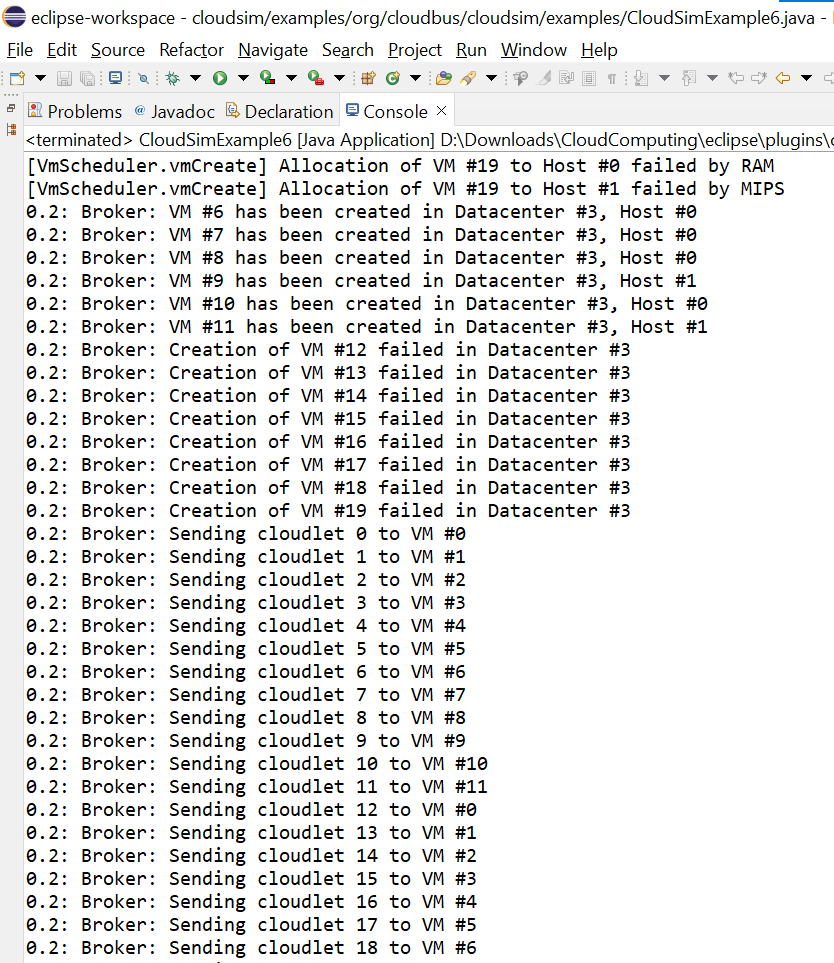 eclipse-workspace - cloudsim/examples/org/cloudbus/cloudsim/examples/CloudSimExample6.java -
File Edit Source Refactor Navigate Search Project Run Window Help
Problems @ Javadoc Declaration Console
<terminated> CloudSimExample6 [Java Application] D:\Downloads\CloudComputing\eclipse\plugins\
[VmScheduler.vmCreate] Allocation of VM #19 to Host #0 failed by RAM
[VmScheduler.vmCreate] Allocation of VM #19 to Host #1 failed by MIPS
0.2: Broker: VM #6 has been created in Datacenter #3, Host #0
0.2: Broker: VM #7 has been created in Datacenter #3, Host #0
0.2: Broker: VM #8 has been created in Datacenter #3, Host #0
0.2: Broker: VM #9 has been created in Datacenter #3, Host #1
0.2: Broker: VM #10 has been created in Datacenter #3, Host #0
0.2: Broker: VM #11 has been created in Datacenter #3, Host #1
0.2: Broker: Creation of VM #12 failed in Datacenter #3
0.2: Broker: Creation of VM #13 failed in Datacenter #3
0.2: Broker: Creation of VM #14 failed in Datacenter #3
0.2: Broker: Creation of VM #15 failed in Datacenter #3
0.2: Broker: Creation of VM #16 failed in Datacenter #3
0.2: Broker: Creation of VM #17 failed in Datacenter #3
0.2: Broker: Creation of VM #18 failed in Datacenter #3
0.2: Broker: Creation of VM #19 failed in Datacenter #3
0.2: Broker: Sending cloudlet 0 to VM #0
0.2: Broker: Sending cloudlet 1 to VM #1
0.2: Broker: Sending cloudlet 2 to VM #2
0.2: Broker: Sending cloudlet 3 to VM #3
0.2: Broker: Sending cloudlet 4 to VM #4
0.2: Broker: Sending cloudlet 5 to VM #5
0.2: Broker: Sending cloudlet 6 to VM #6
0.2: Broker: Sending cloudlet 7 to VM #7
0.2: Broker: Sending cloudlet 8 to VM #8
0.2: Broker: Sending cloudlet 9 to VM #9
0.2: Broker: Sending cloudlet 10 to VM #10
0.2: Broker: Sending cloudlet 11 to VM #11
0.2: Broker: Sending cloudlet 12 to VM #0
0.2: Broker: Sending cloudlet 13 to VM #1
0.2: Broker: Sending cloudlet 14 to VM #2
0.2: Broker: Sending cloudlet 15 to VM #3
0.2: Broker: Sending cloudlet 16 to VM #4
0.2: Broker: Sending cloudlet 17 to VM #5
0.2: Broker: Sending cloudlet 18 to VM #6